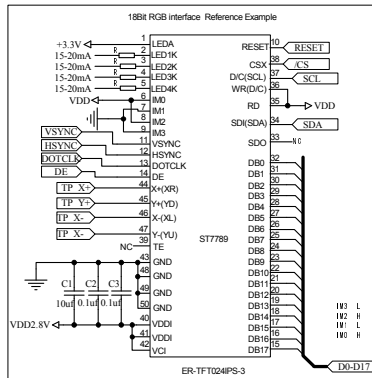 18Bit RGB interface Reference Example
+3.3V 1 LEDA
15-20mA R 2 LED1K
15-20mA R 3 LED2K
15-20mA R 4 LED3K
15-20mA R 5 LED4K
VDD 6 IM0
7 IM1
8 IM2
9 IM3
VSYNC 11 VSYNC
HSYNC 12 HSYNC
DOTCLK 13 DOTCLK
DE 14 DE
TP X+ 44 X+(XR)
TP Y+ 45 Y+(YD)
TP X- 46 X-(XL)
TP X- 47 Y-(YU)
NC 39 TE
43 GND
48 GND
49 GND
50 GND
C1 C2 C3
10uf 0.1uf 0.1uf
VDD2.8V 40 VDDI
41 VDDI
42 VCI
ST7789
RESET 10 RESET
CSX 38 /CS
D/C(SCL) 37 SCL
WR(D/C) 36
RD 35 VDD
SDI(SDA) 34 SDA
SDO 33 NC
DB0 32
DB1 31
DB2 30
DB3 29
DB4 28
DB5 27
DB6 26
DB7 25
DB8 24
DB9 23
DB10 22
DB11 21
DB12 20
DB13 19
DB14 18
DB15 17
DB16 16
DB17 15
IM3 L
IM2 H
IM1 L
IM0 H
D0-D17
ER-TFT024IPS-3